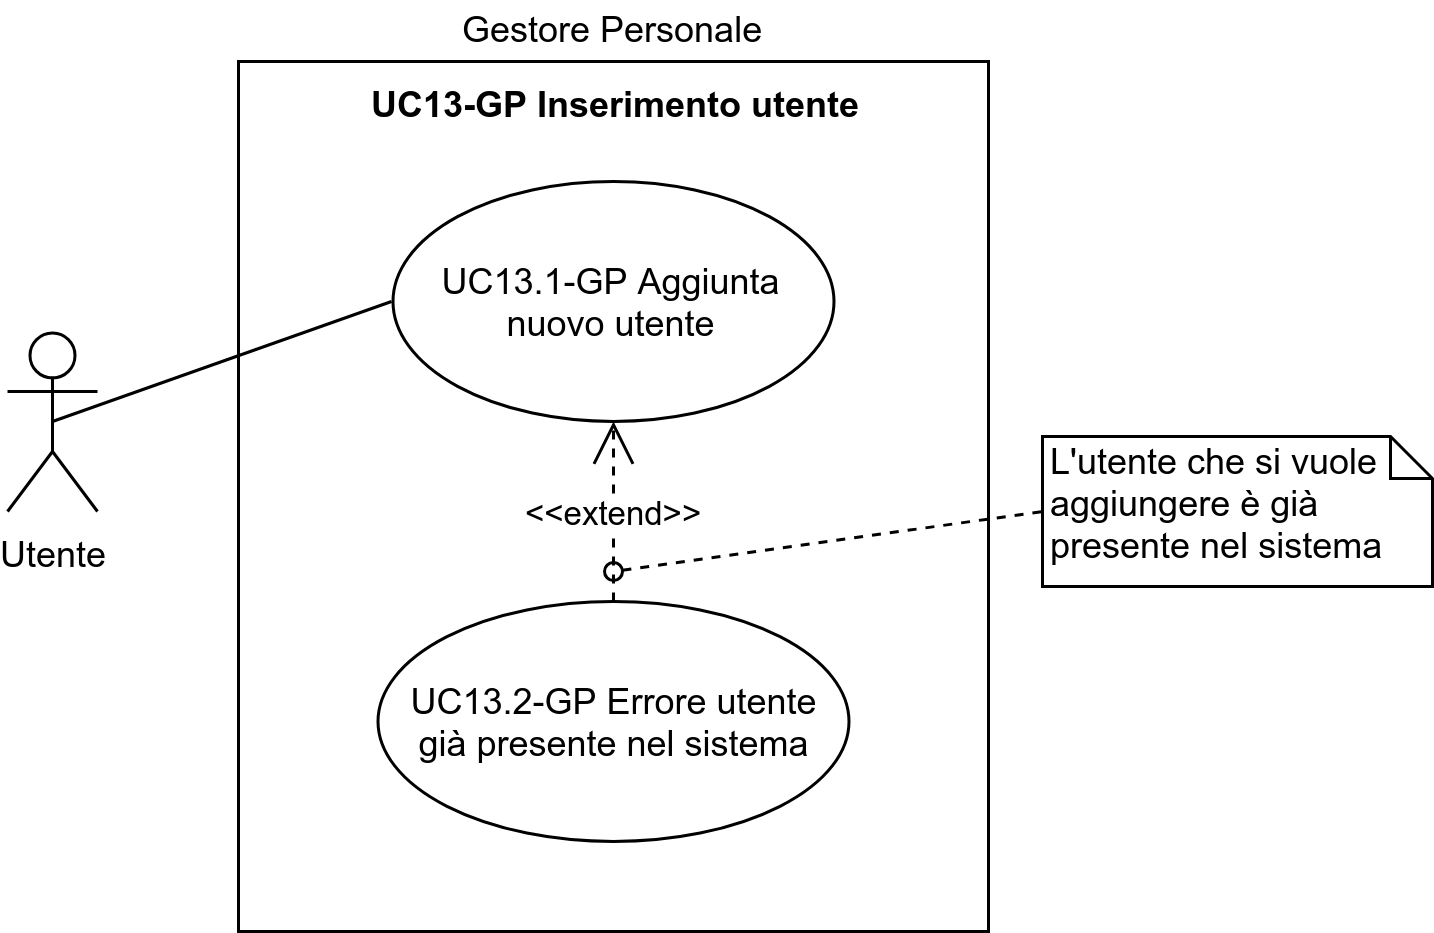 Gestore Personale
UC13-GP Inserimento utente
UC13.1-GP Aggiunta
nuovo utente
Utente
<<extend>>
L'utente che si vuole
aggiungere è già
presente nel sistema
UC13.2-GP Errore utente
già presente nel sistema